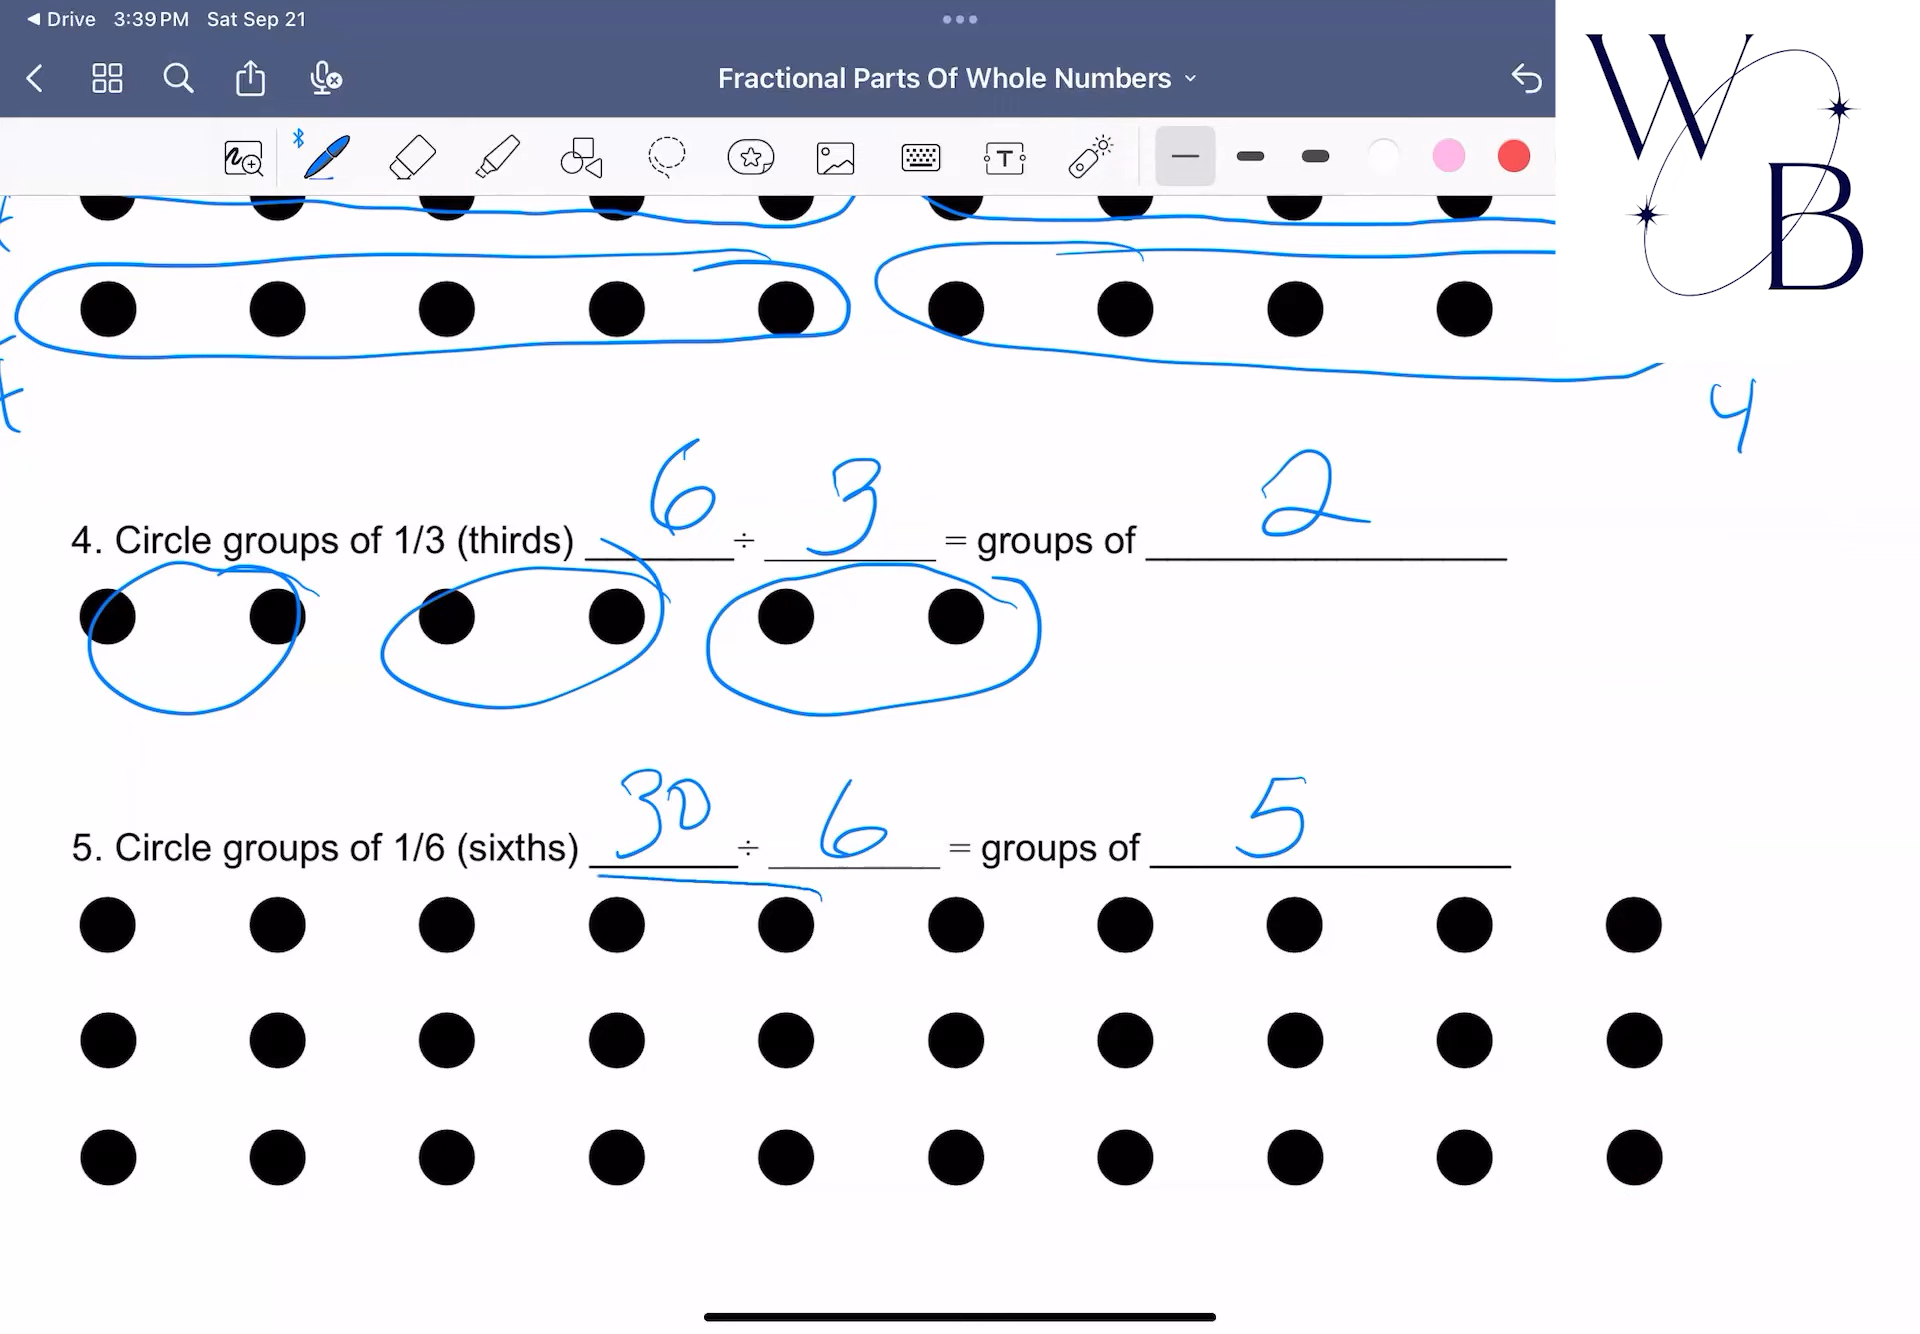 Drive 3:39 PM Sat Sep 21
Fractional Parts Of Whole Numbers
T
W
B
4
4. Circle groups of 1/3 (thirds) 6 ÷ 3 = groups of 2
5. Circle groups of 1/6 (sixths) 30 ÷ 6 = groups of 5